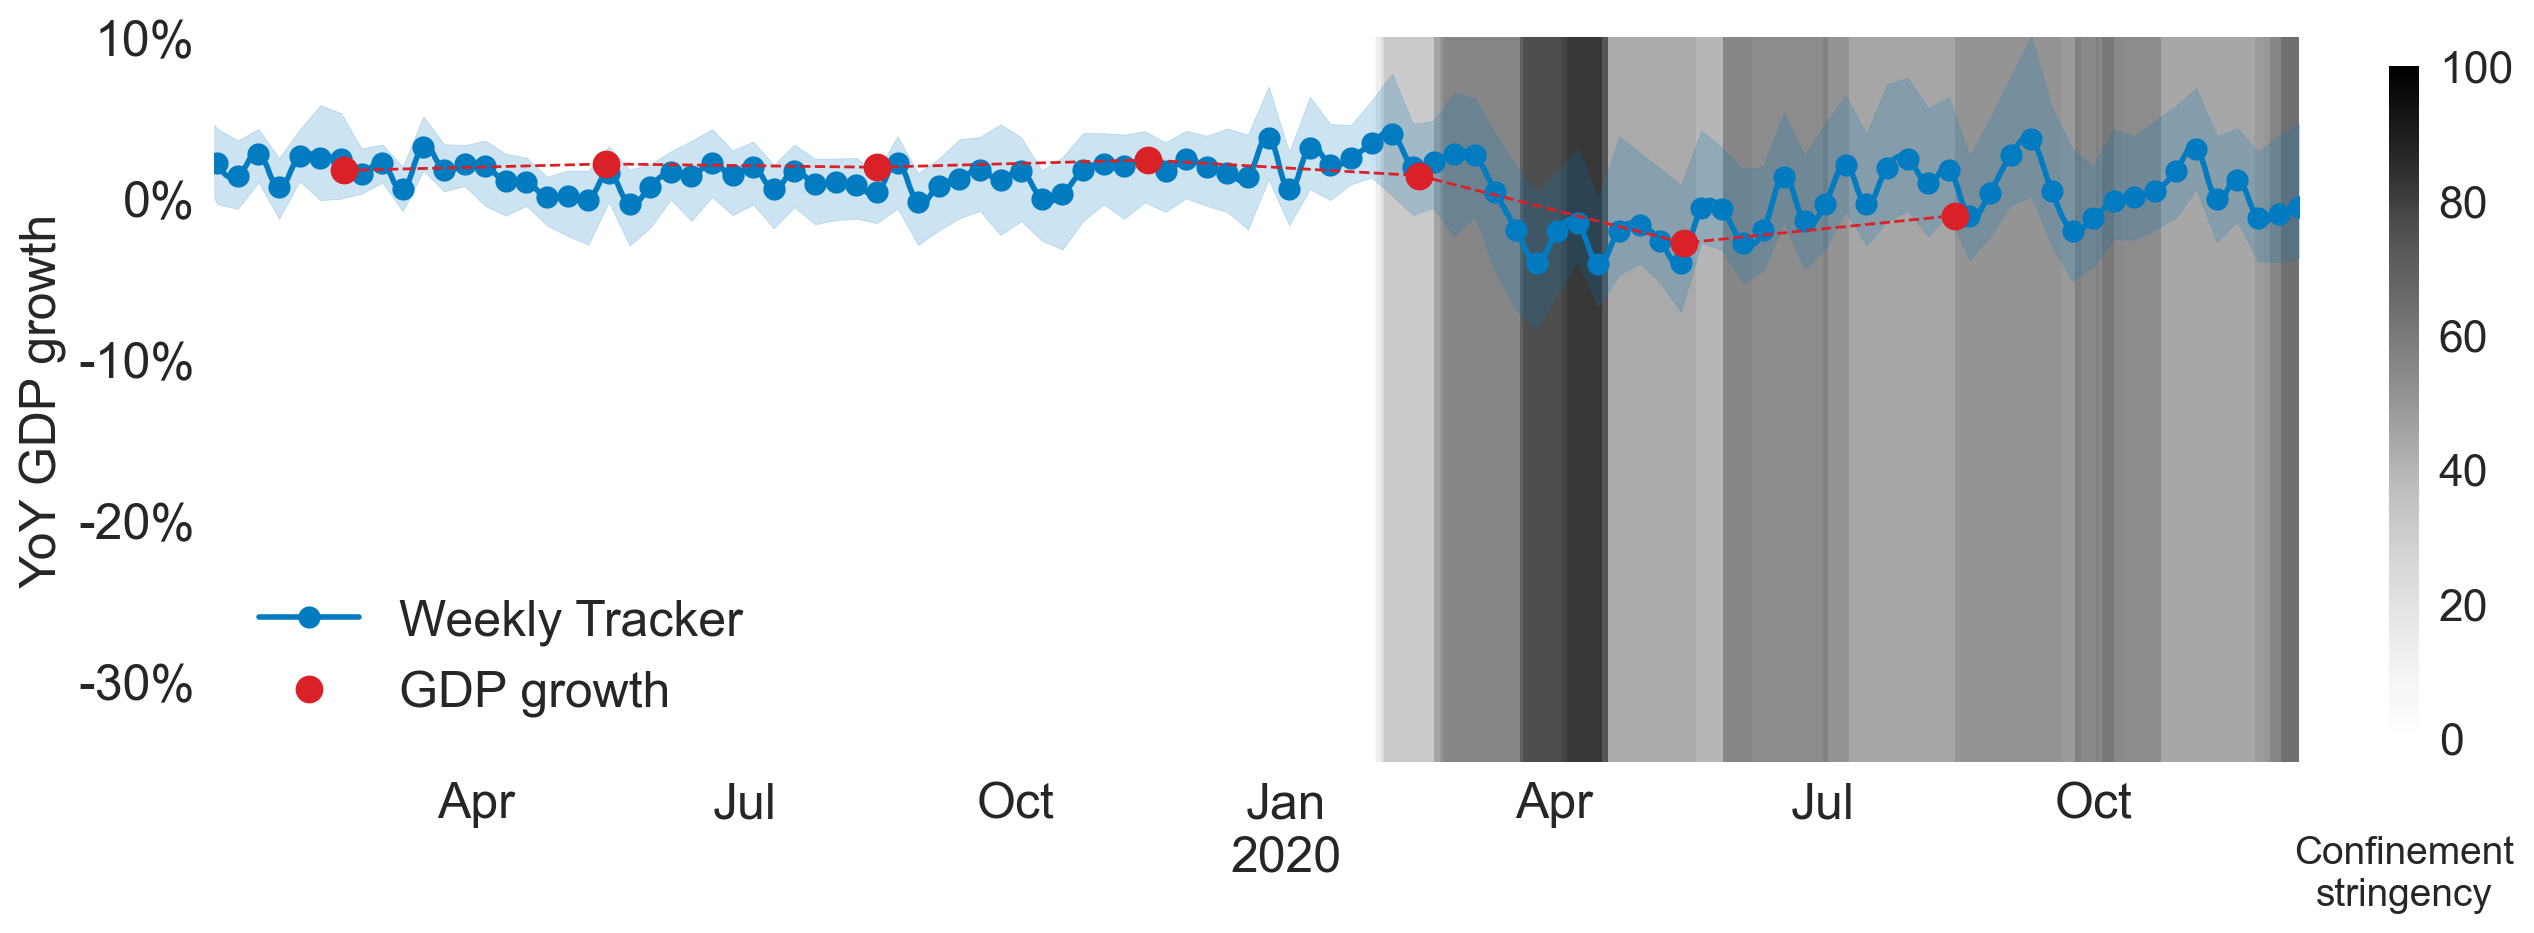 10%
0%
-10%
-20%
-30%
YoY GDP growth
Weekly Tracker
GDP growth
Apr
Jul
Oct
Jan
2020
Apr
Jul
Oct
100
80
60
40
20
0
Confinement
stringency